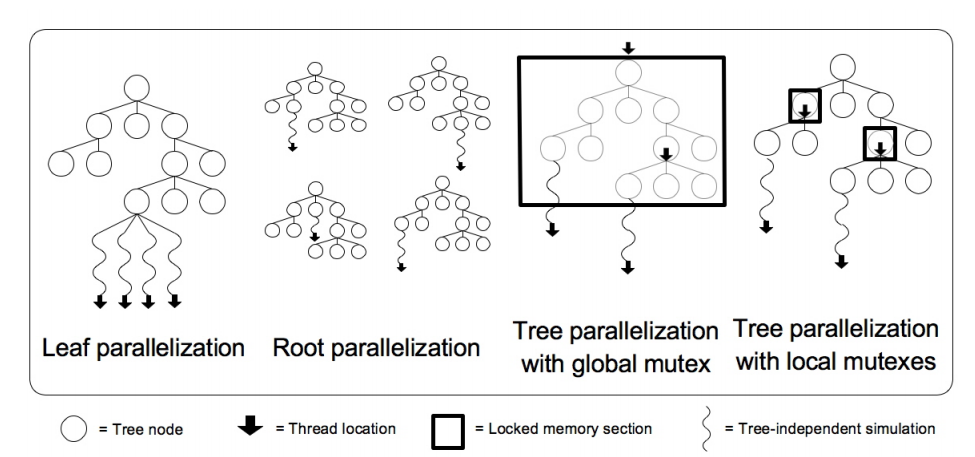 Leaf parallelization
Root parallelization
Tree parallelization
with global mutex
Tree parallelization
with local mutexes
= Tree node
= Thread location
= Locked memory section
= Tree-independent simulation